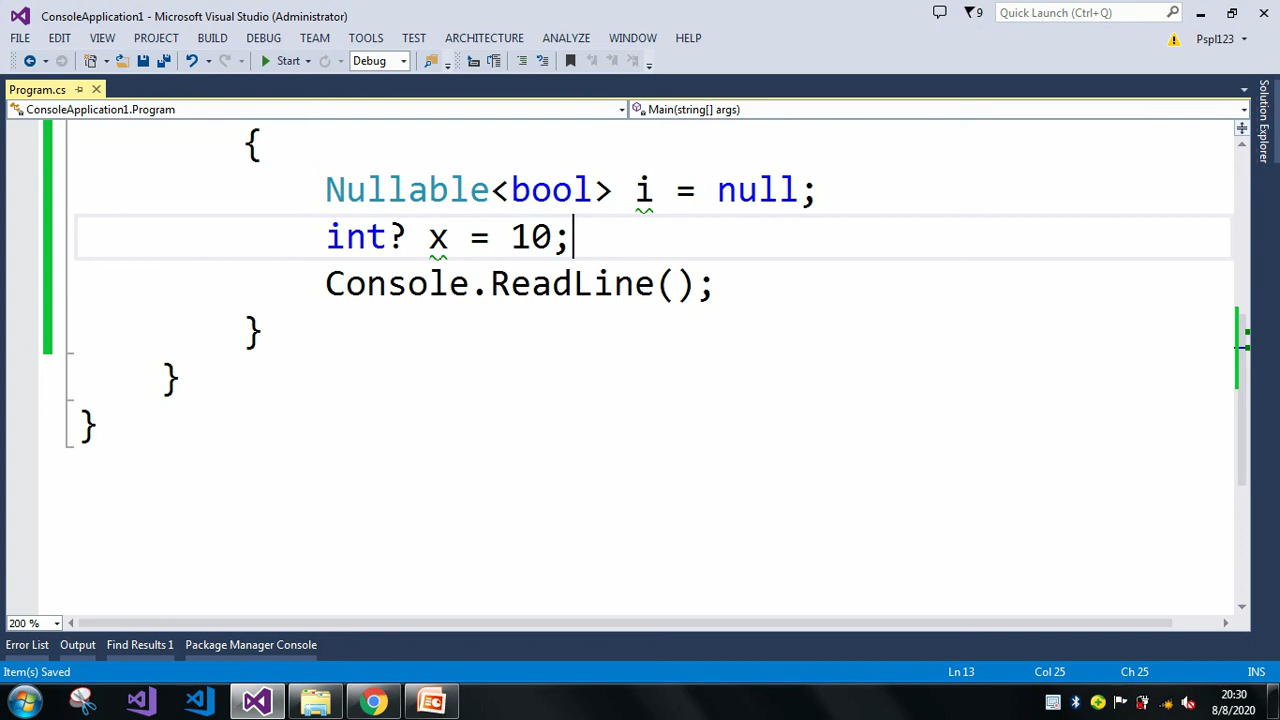 ConsoleApplication1 - Microsoft Visual Studio (Administrator)
9
Quick Launch (Ctrl+Q)
FILE EDIT VIEW PROJECT BUILD DEBUG TEAM TOOLS TEST ARCHITECTURE ANALYZE WINDOW HELP
Pspl123
Start
Debug
Program.cs
ConsoleApplication1.Program
Main(string[] args)
Solution Explorer
{
Nullable<bool> i = null;
int? x = 10;
Console.ReadLine();
}
}
}
200 %
Error List Output Find Results 1 Package Manager Console
Item(s) Saved Ln 13 Col 25 Ch 25 INS
20:30
8/8/2020